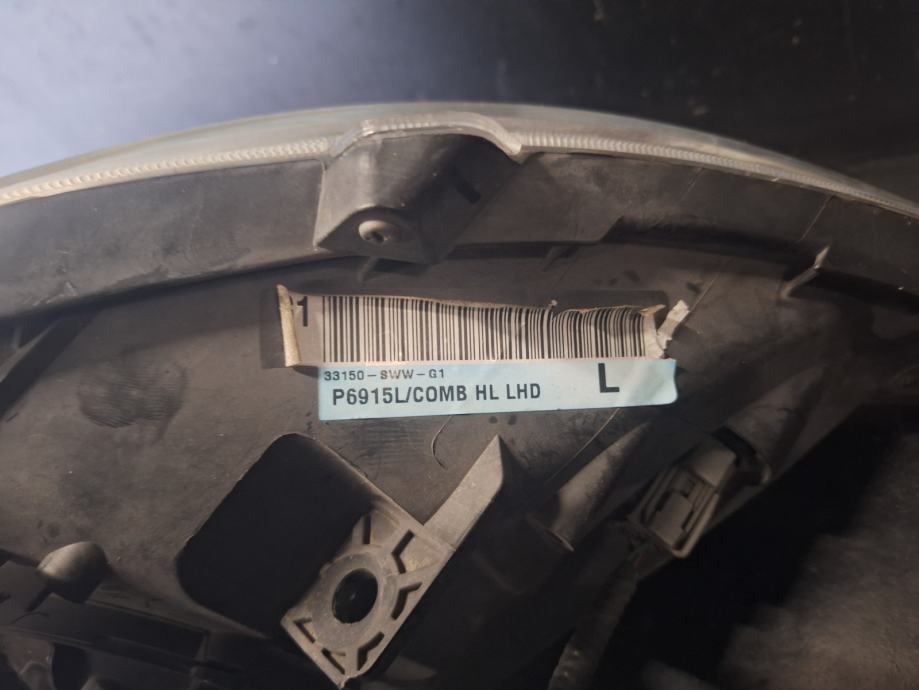 1
33150-SWW-G1
P6915L/COMB HL LHD
L